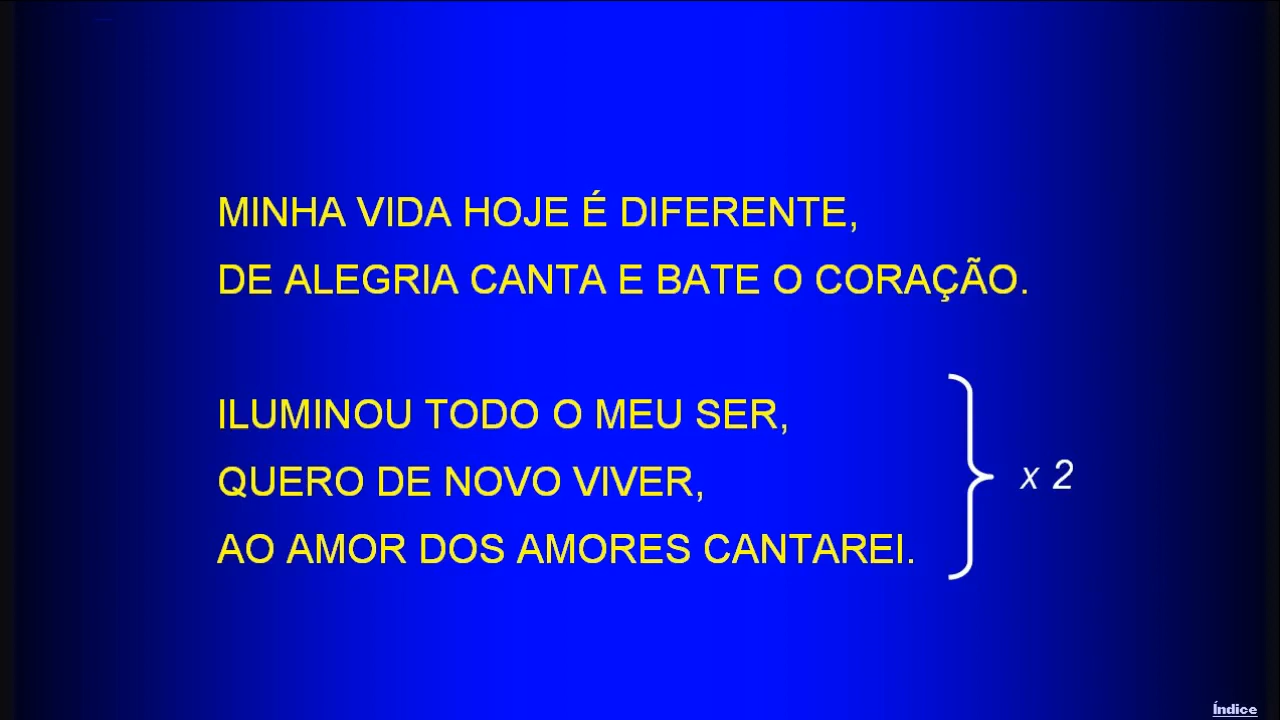 MINHA VIDA HOJE É DIFERENTE,
DE ALEGRIA CANTA E BATE O CORAÇÃO.
ILUMINOU TODO O MEU SER,
QUERO DE NOVO VIVER,
AO AMOR DOS AMORES CANTAREI.
x 2
Índice